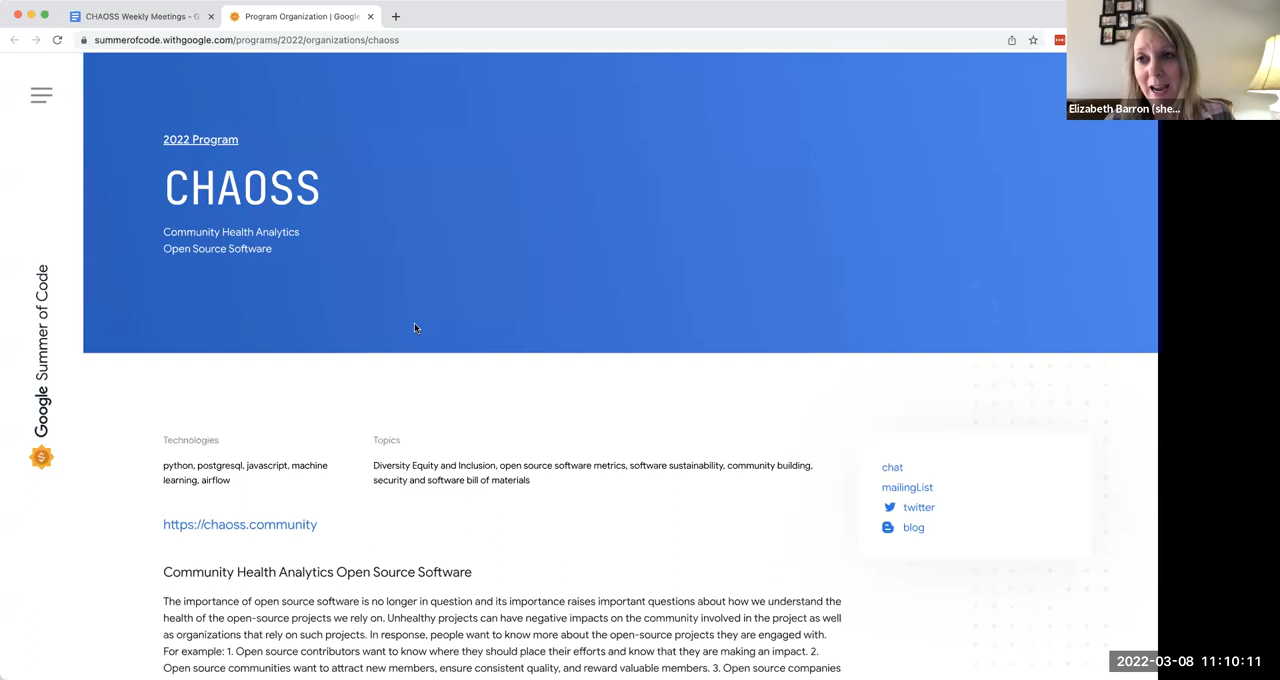 CHAOSS Weekly Meetings - G
Program Organization | Google
summerofcode.withgoogle.com/programs/2022/organizations/chaoss
Elizabeth Barron (she...
2022 Program
CHAOSS
Community Health Analytics
Open Source Software
Google Summer of Code
Technologies
python, postgresql, javascript, machine
learning, airflow
Topics
Diversity Equity and Inclusion, open source software metrics, software sustainability, community building,
security and software bill of materials
chat
mailingList
twitter
blog
https://chaoss.community
Community Health Analytics Open Source Software
The importance of open source software is no longer in question and its importance raises important questions about how we understand the
health of the open-source projects we rely on. Unhealthy projects can have negative impacts on the community involved in the project as well
as organizations that rely on such projects. In response, people want to know more about the open-source projects they are engaged with.
For example: 1. Open source contributors want to know where they should place their efforts and know that they are making an impact. 2.
Open source communities want to attract new members, ensure consistent quality, and reward valuable members. 3. Open source companies
2022-03-08 11:10:11